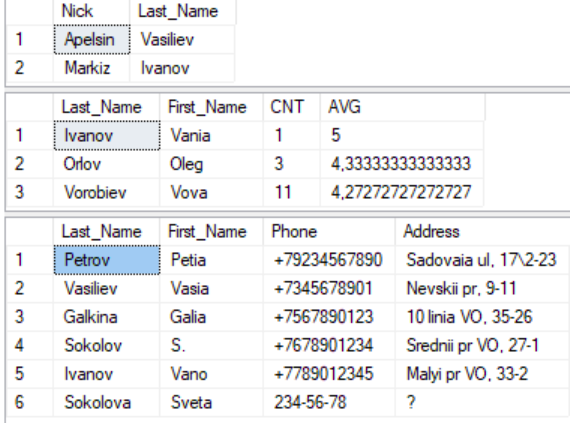 Nick Last_Name
1 Apelsin Vasiliev
2 Markiz Ivanov
Last_Name First_Name CNT AVG
1 Ivanov Vania 1 5
2 Orlov Oleg 3 4,33333333333333
3 Vorobiev Vova 11 4,27272727272727
Last_Name First_Name Phone Address
1 Petrov Petia +79234567890 Sadovaia ul, 17\2-23
2 Vasiliev Vasia +7345678901 Nevskii pr, 9-11
3 Galkina Galia +7567890123 10 linia VO, 35-26
4 Sokolov S. +7678901234 Srednii pr VO, 27-1
5 Ivanov Vano +7789012345 Malyi pr VO, 33-2
6 Sokolova Sveta 234-56-78 ?